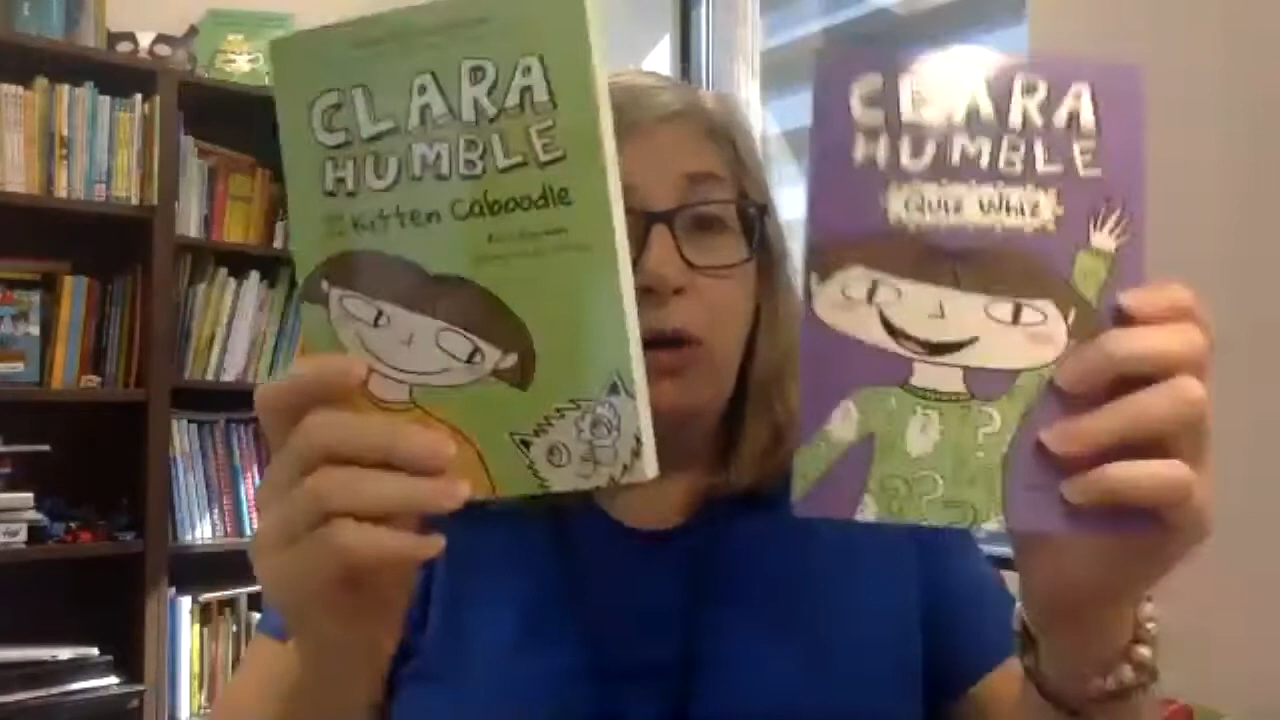 CLARA
HUMBLE
Kitten Caboodle
CLARA
HUMBLE
QUIZ WHIZ
? ?
? ?